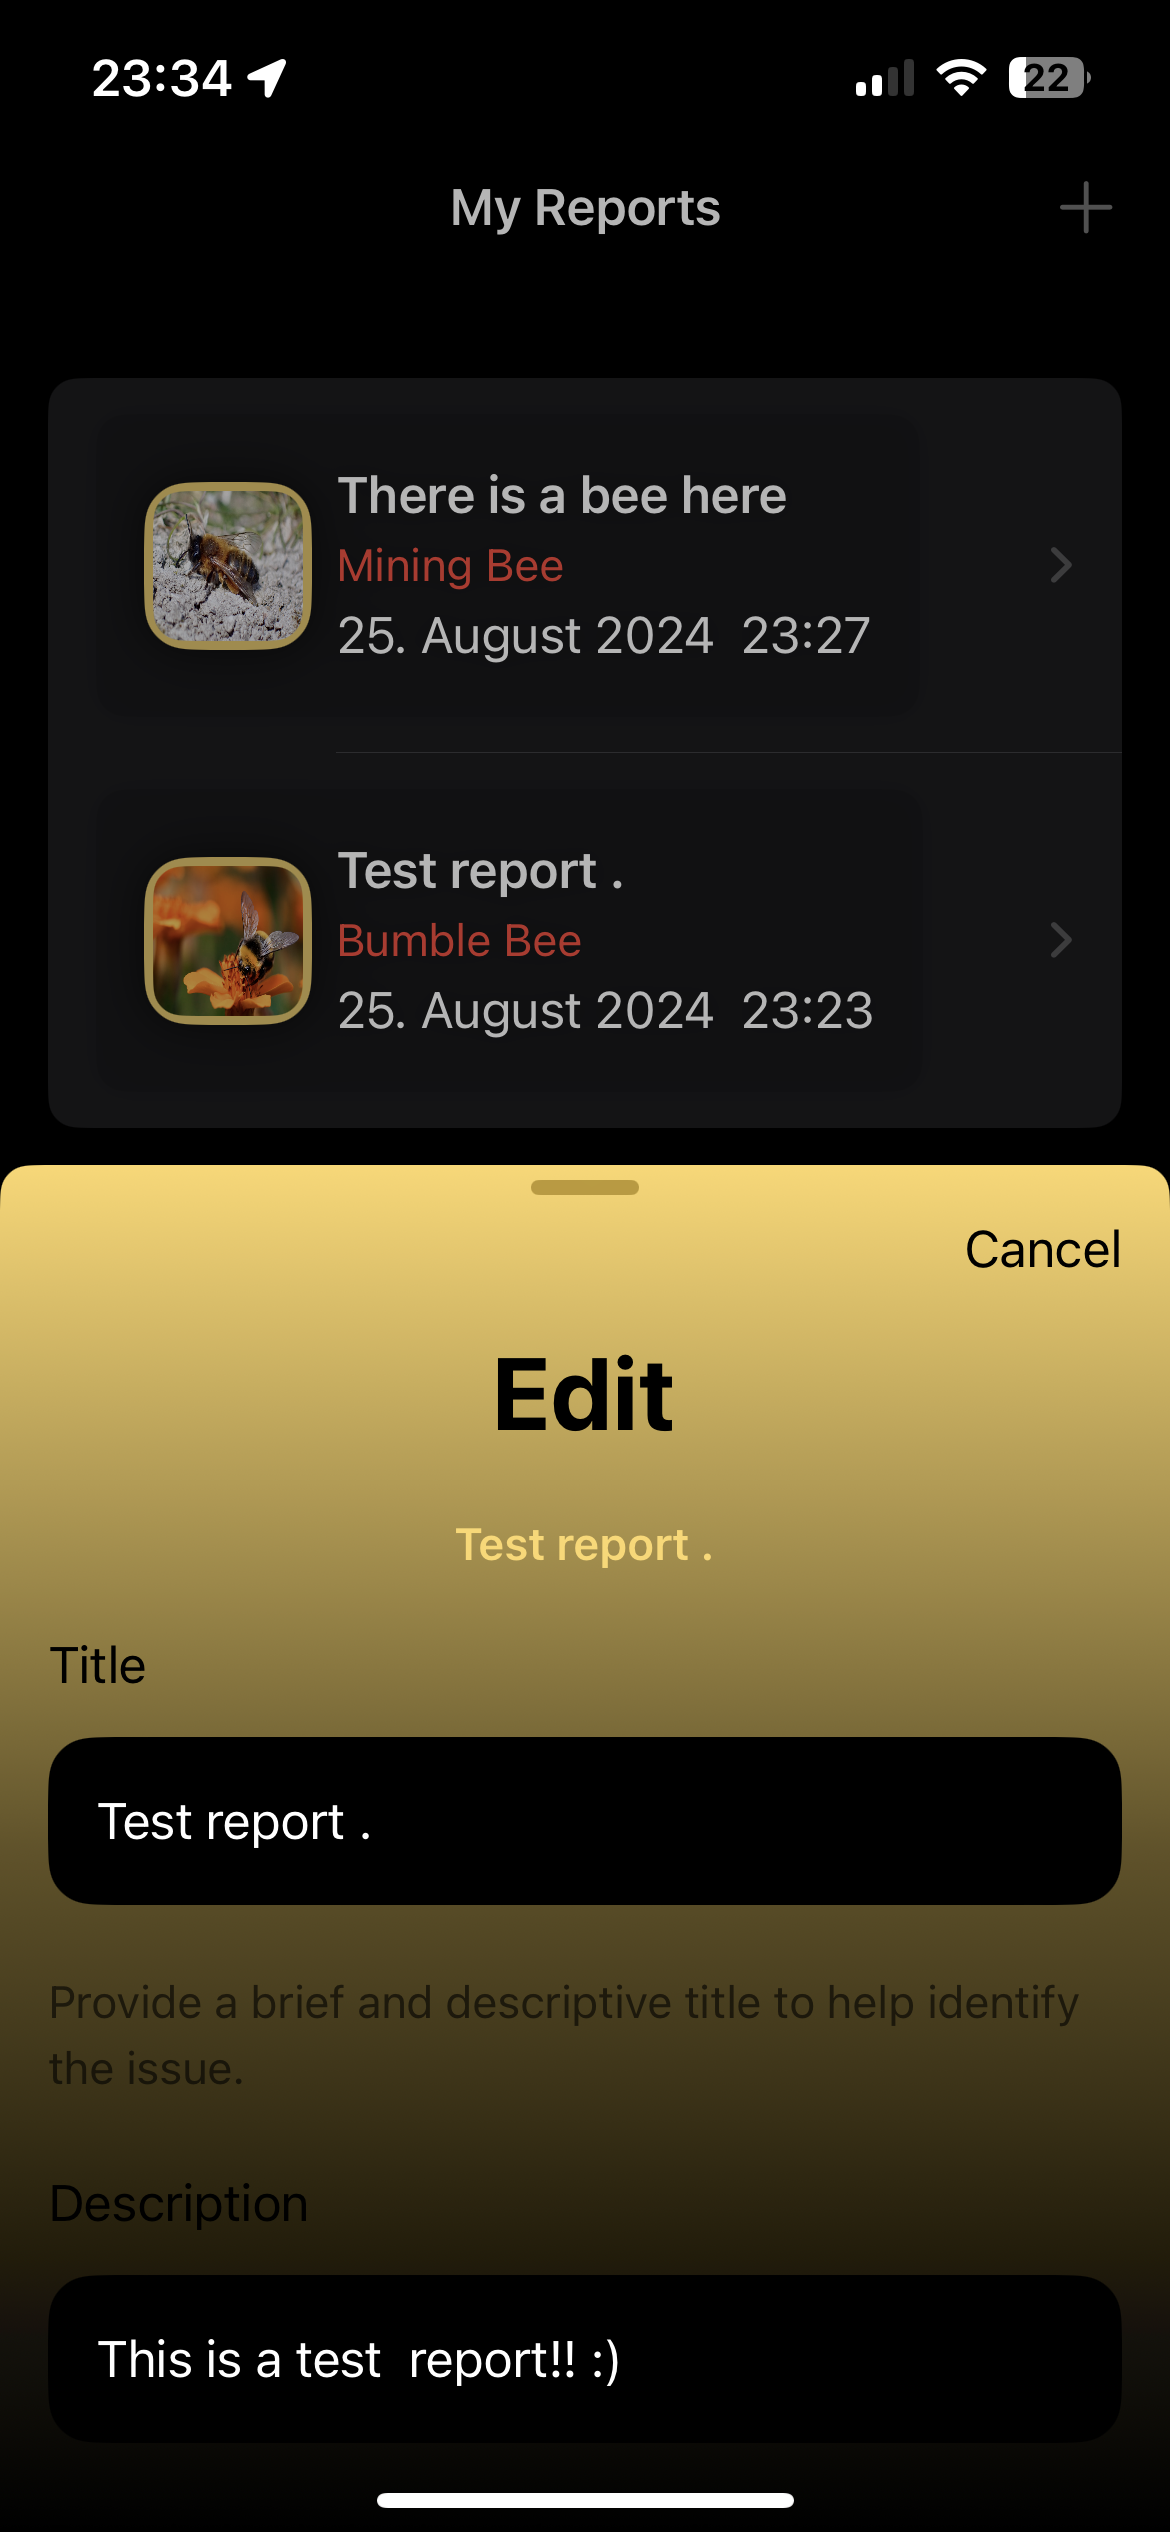 23:34
22
My Reports
There is a bee here
Mining Bee
25. August 2024  23:27
Test report .
Bumble Bee
25. August 2024  23:23
Cancel
Edit
Test report .
Title
Test report .
Provide a brief and descriptive title to help identify
the issue.
Description
This is a test  report!! :)